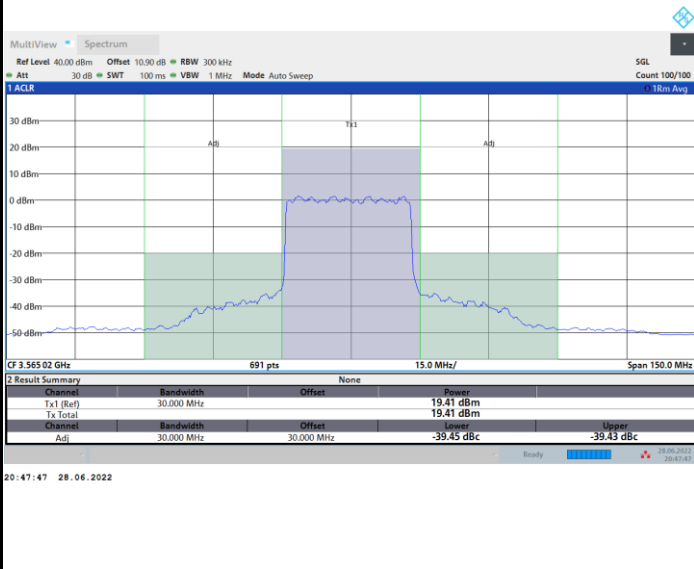 MultiView Spectrum
Ref Level 40.00 dBm Offset 10.90 dB RBW 300 kHz SGL
Att 30 dB SWT 100 ms VBW 1 MHz Mode Auto Sweep Count 100/100
1 ACLR 1Rm Avg
30 dBm
Tx1
20 dBm
Adj Adj
10 dBm
0 dBm
-10 dBm
-20 dBm
-30 dBm
-40 dBm
-50 dBm
CF 3.565 02 GHz 691 pts 15.0 MHz/ Span 150.0 MHz
2 Result Summary None
Channel Bandwidth Offset Power
Tx1 (Ref) 30.000 MHz 19.41 dBm
Tx Total 19.41 dBm
Channel Bandwidth Offset Lower Upper
Adj 30.000 MHz 30.000 MHz -39.45 dBc -39.43 dBc
Ready 28.06.2022
20:47:47
20:47:47 28.06.2022